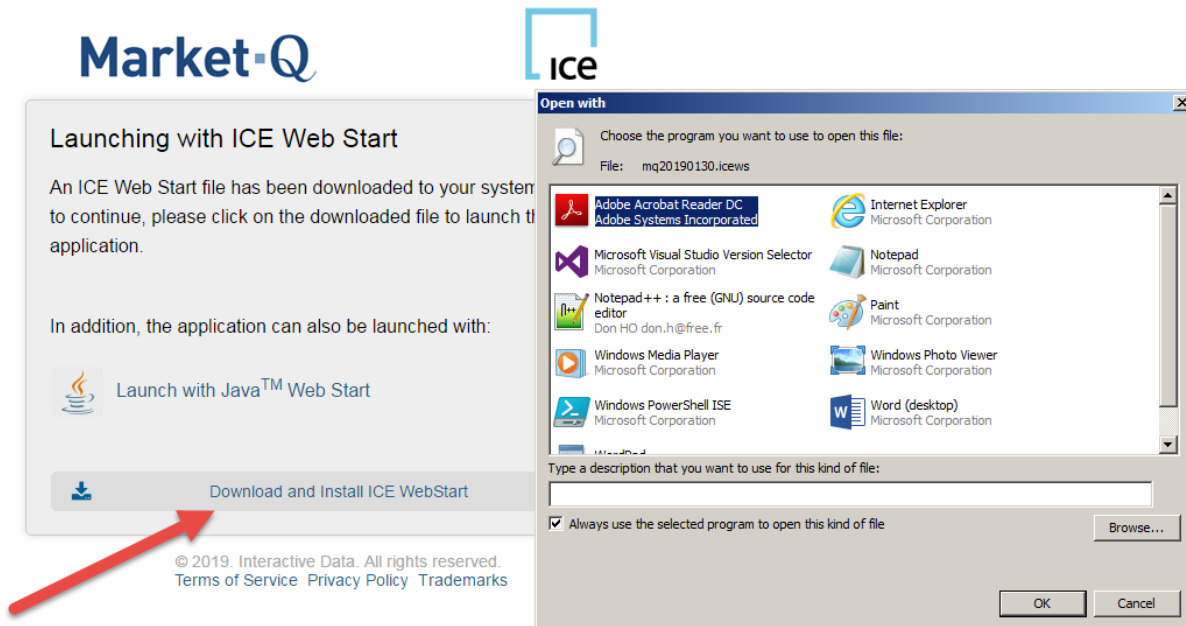 Market-Q
ice
Launching with ICE Web Start
An ICE Web Start file has been downloaded to your system
to continue, please click on the downloaded file to launch
application.
In addition, the application can also be launched with:
Launch with Java™ Web Start
Download and Install ICE WebStart
© 2019. Interactive Data. All rights reserved.
Terms of Service Privacy Policy Trademarks
Open with
Choose the program you want to use to open this file:
File: mq20190130.icews
Adobe Acrobat Reader DC
Adobe Systems Incorporated
Internet Explorer
Microsoft Corporation
Microsoft Visual Studio Version Selector
Microsoft Corporation
Notepad
Microsoft Corporation
Notepad++ : a free (GNU) source code
editor
Don HO don.h@free.fr
Paint
Microsoft Corporation
Windows Media Player
Microsoft Corporation
Windows Photo Viewer
Microsoft Corporation
Windows PowerShell ISE
Microsoft Corporation
Word (desktop)
Microsoft Corporation
WordPad
Type a description that you want to use for this kind of file:
Always use the selected program to open this kind of file
Browse...
OK
Cancel